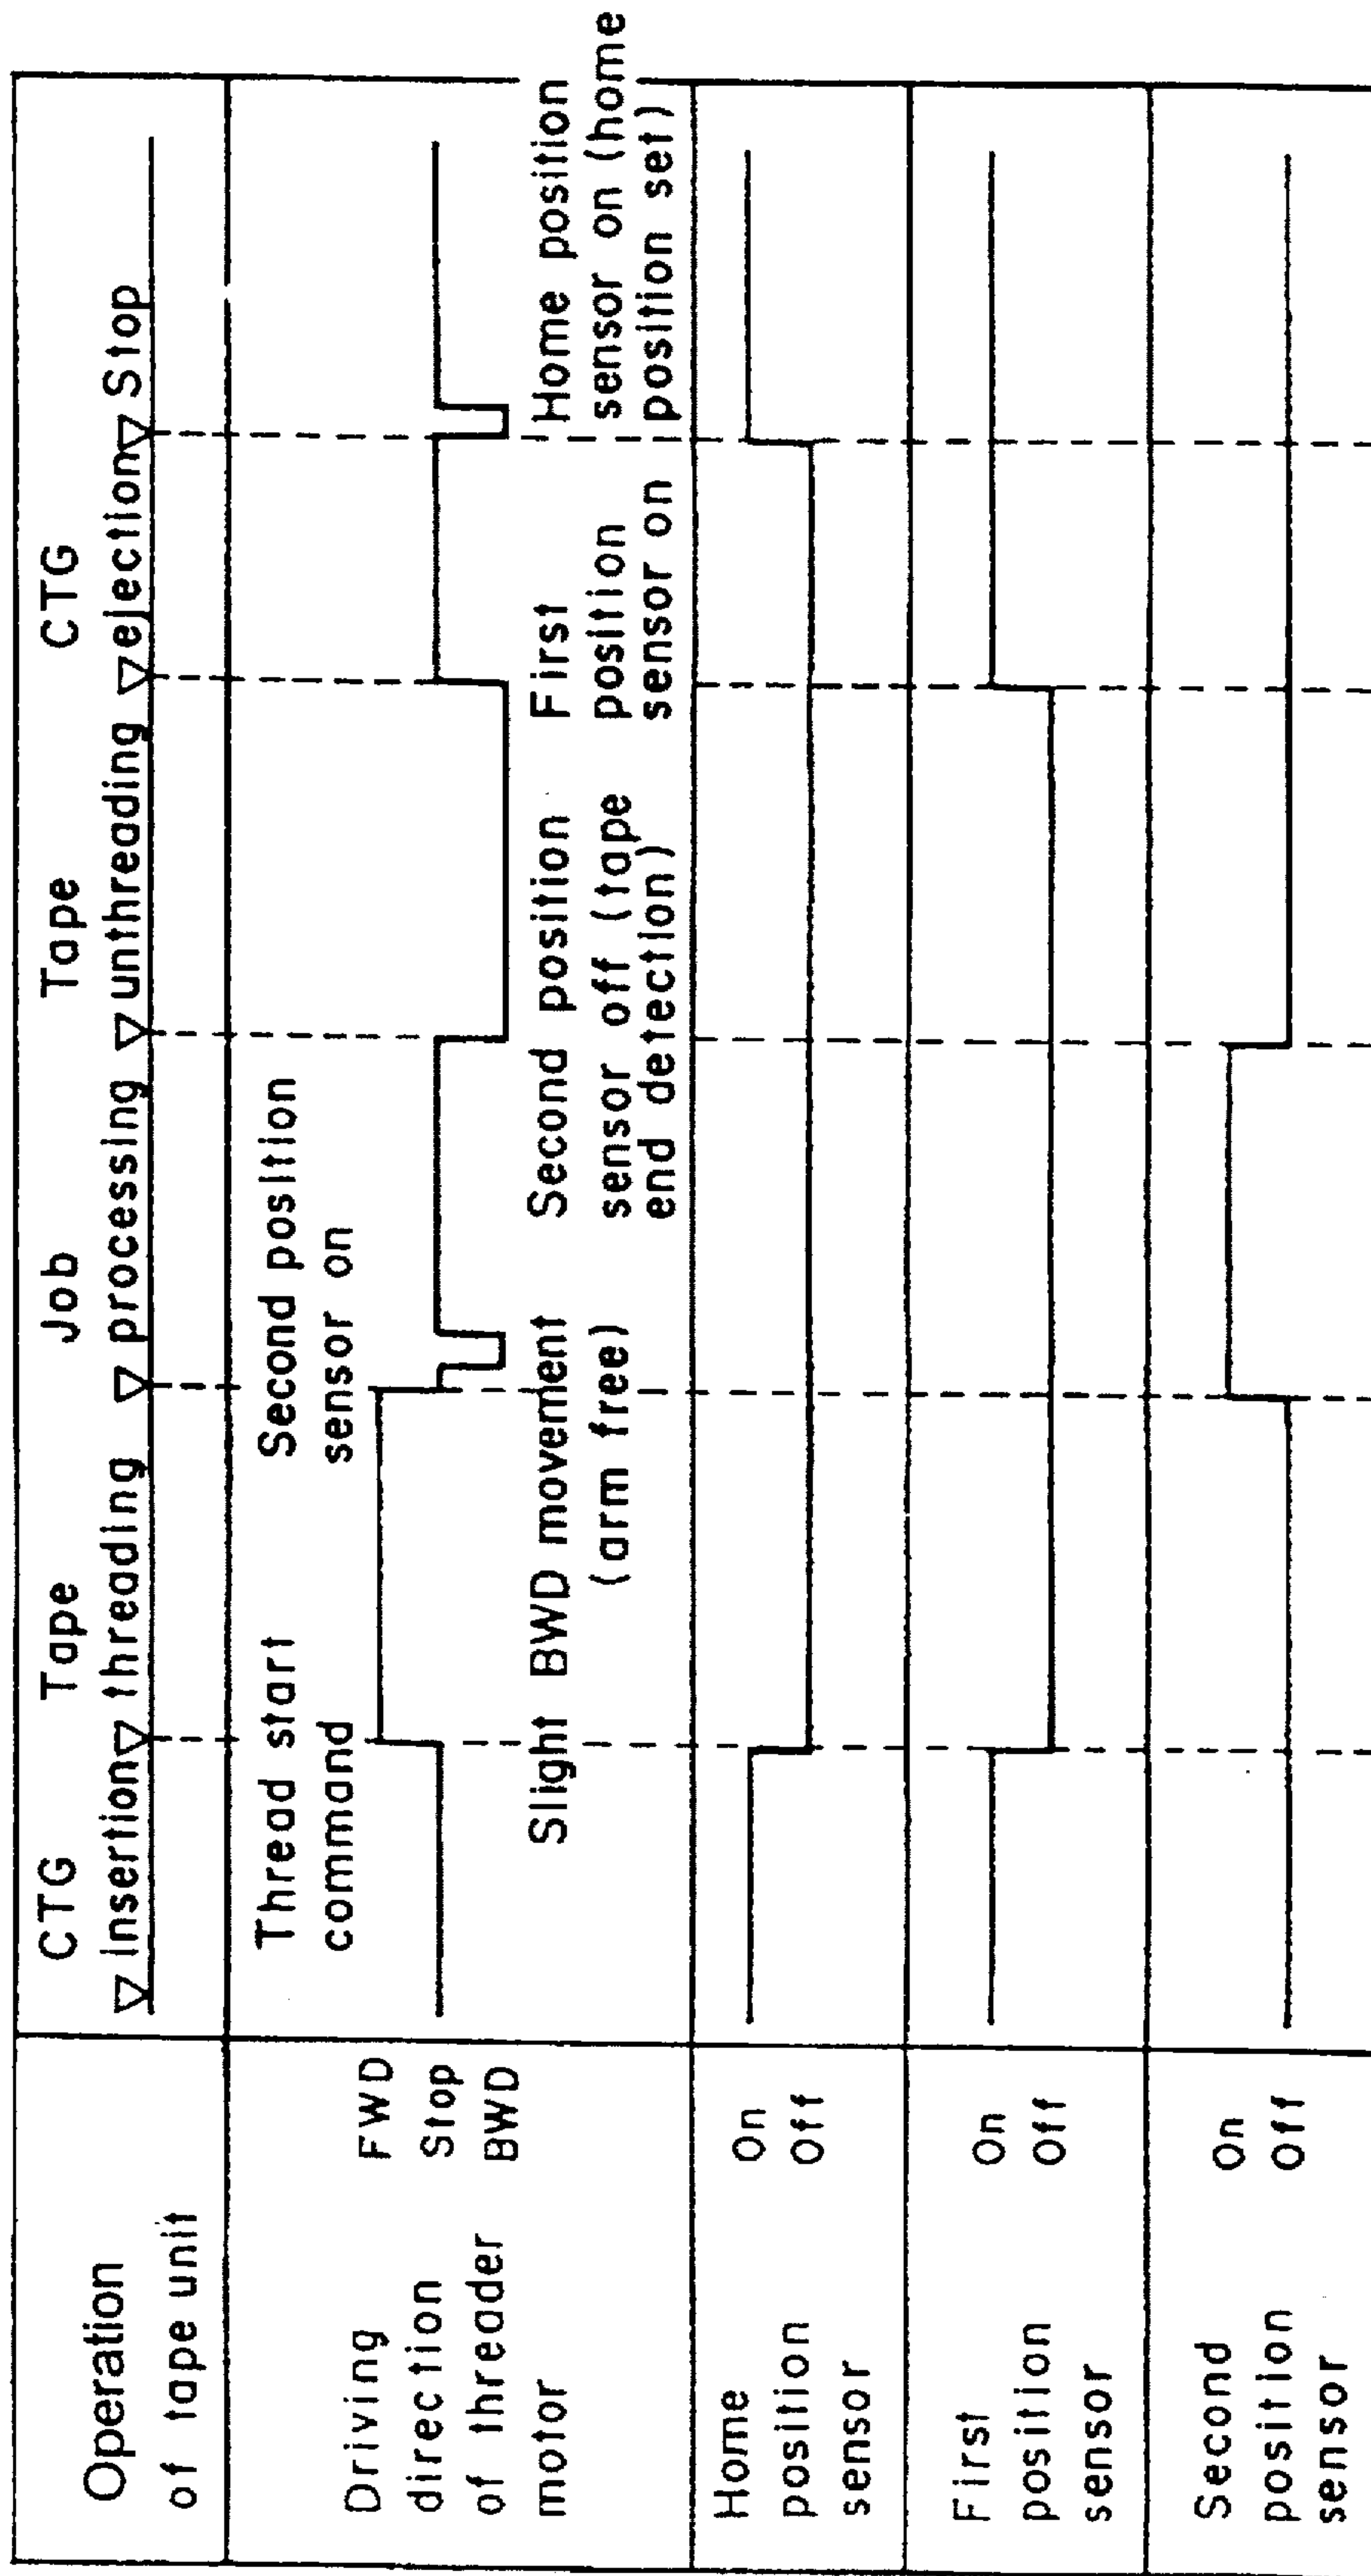 Operation
of tape unit
CTG Tape Job Tape CTG
insertion threading processing unthreading ejection Stop
Driving
direction
of threader
motor
FWD
Stop
BWD
Thread start
command
Second position
sensor on
Slight BWD movement
(arm free)
Second position
sensor off (tape
end detection)
First
position
sensor on
Home position
sensor on (home
position set)
Home
position
sensor
On
Off
First
position
sensor
On
Off
Second
position
sensor
On
Off